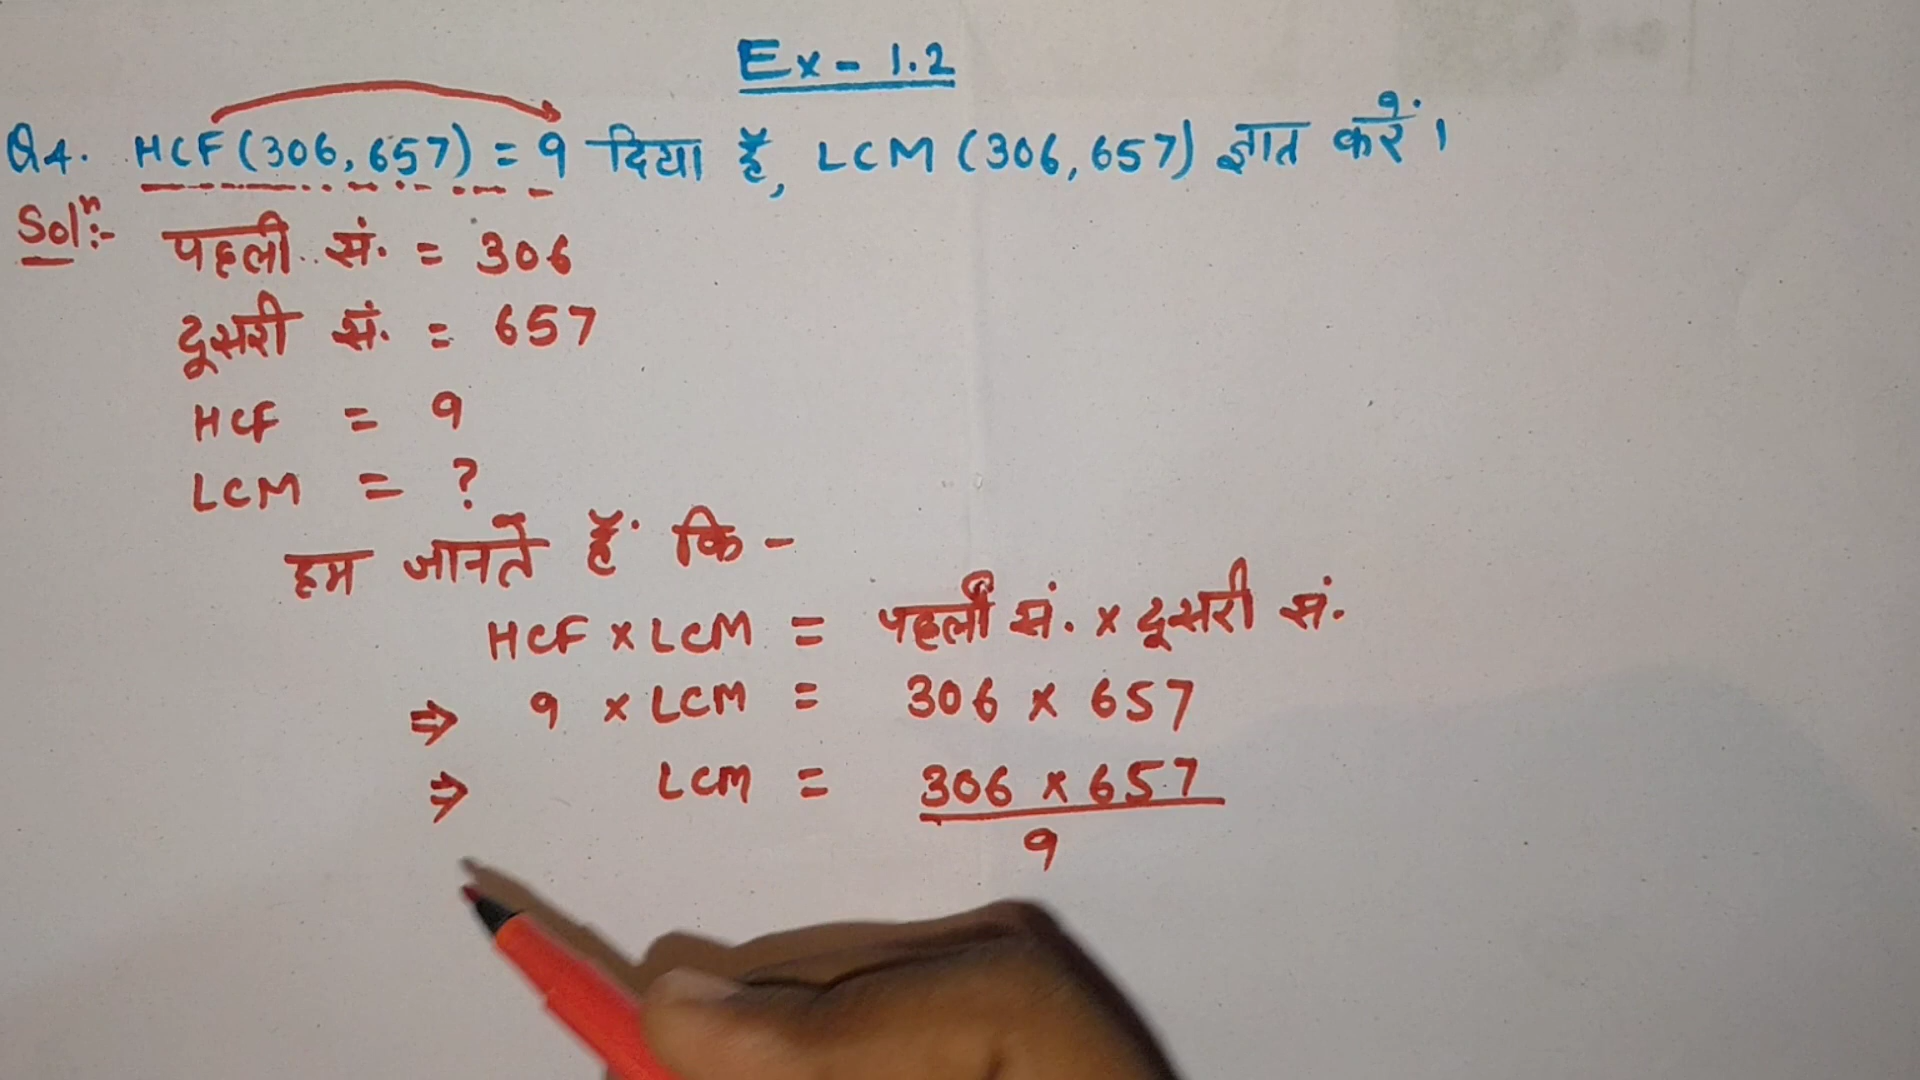 Ex - 1.2
Q4. HCF (306, 657) = 9 दिया है, LCM (306, 657) ज्ञात करें।
Solⁿ:- पहली सं. = 306
दूसरी सं. = 657
HCF = 9
LCM = ?
हम जानते हैं कि -
HCF × LCM = पहली सं. × दूसरी सं.
⇒ 9 × LCM = 306 × 657
⇒ LCM = 306 × 657
9